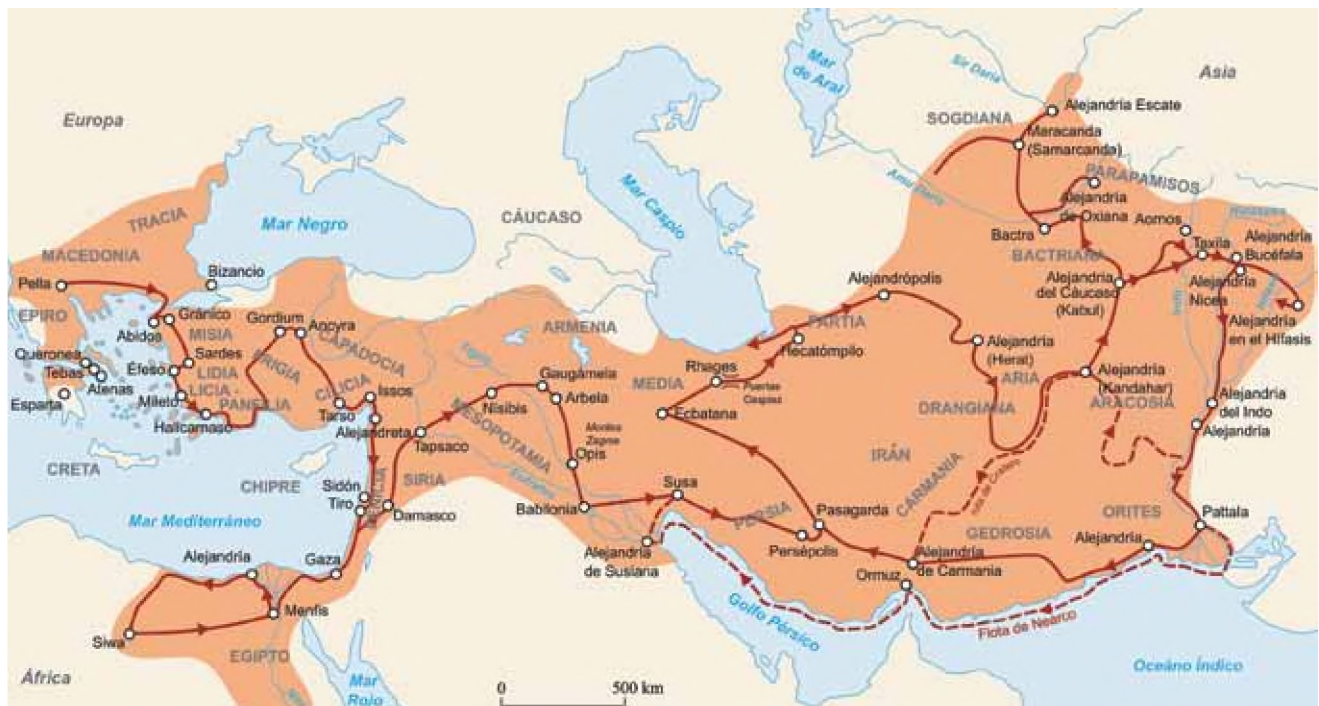 Europa
Asia
África
Mar Negro
Mar Caspio
Mar
de Aral
Sir Daria
Amu Daria
Mar Mediterráneo
Mar
Rojo
Golfo Pérsico
Oceáno Índico
Flota de Nearco
TRACIA
MACEDONIA
Pella
EPIRO
Bizancio
Abidos
Gránico
MISIA
Queronea
Tebas
Atenas
Esparta
Sardes
Éfeso
LIDIA
Mileto
LICIA
Halicarnaso
PANFILIA
FRIGIA
Gordium
Ancyra
CAPADOCIA
CILICIA
Tarso
Issos
Alejandreta
CRETA
CHIPRE
Sidón
Tiro
SIRIA
Damasco
Gaza
Alejandría
Menfis
Siwa
EGIPTO
CÁUCASO
ARMENIA
Tapsaco
Nísibis
Gaugamela
Arbela
MESOPOTAMIA
Tigris
Éufrates
Montes
Zagros
Opis
Babilonia
Susa
Alejandría
de Susiana
MEDIA
Ecbatana
Rhages
Puertas
Caspias
Hecatómpilo
PARTIA
Alejandrópolis
PERSIA
Persépolis
Pasagarda
IRÁN
CARMANIA
Alejandría
de Carmania
Ormuz
GEDROSIA
ORITES
Alejandría
Pattala
Alejandría
(Herat)
ARIA
DRANGIANA
Alejandría
(Kandahar)
ARACOSIA
SOGDIANA
Alejandría Escate
Maracanda
(Samarcanda)
PARAPAMISOS
Alejandría
de Oxiana
Bactra
BACTRIANA
Alejandría
del Cáucaso
(Kabul)
Aornos
Taxila
Alejandría
Bucéfala
Alejandría
Nicea
Alejandría
en el Hífasis
Indo
Alejandría
del Indo
Alejandría
0 500 km